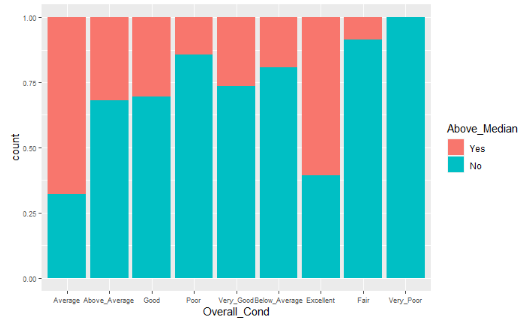 1.00
0.75
0.50
0.25
0.00
count
Average Above_Average Good Poor Very_Good Below_Average Excellent Fair Very_Poor
Overall_Cond
Above_Median
Yes
No